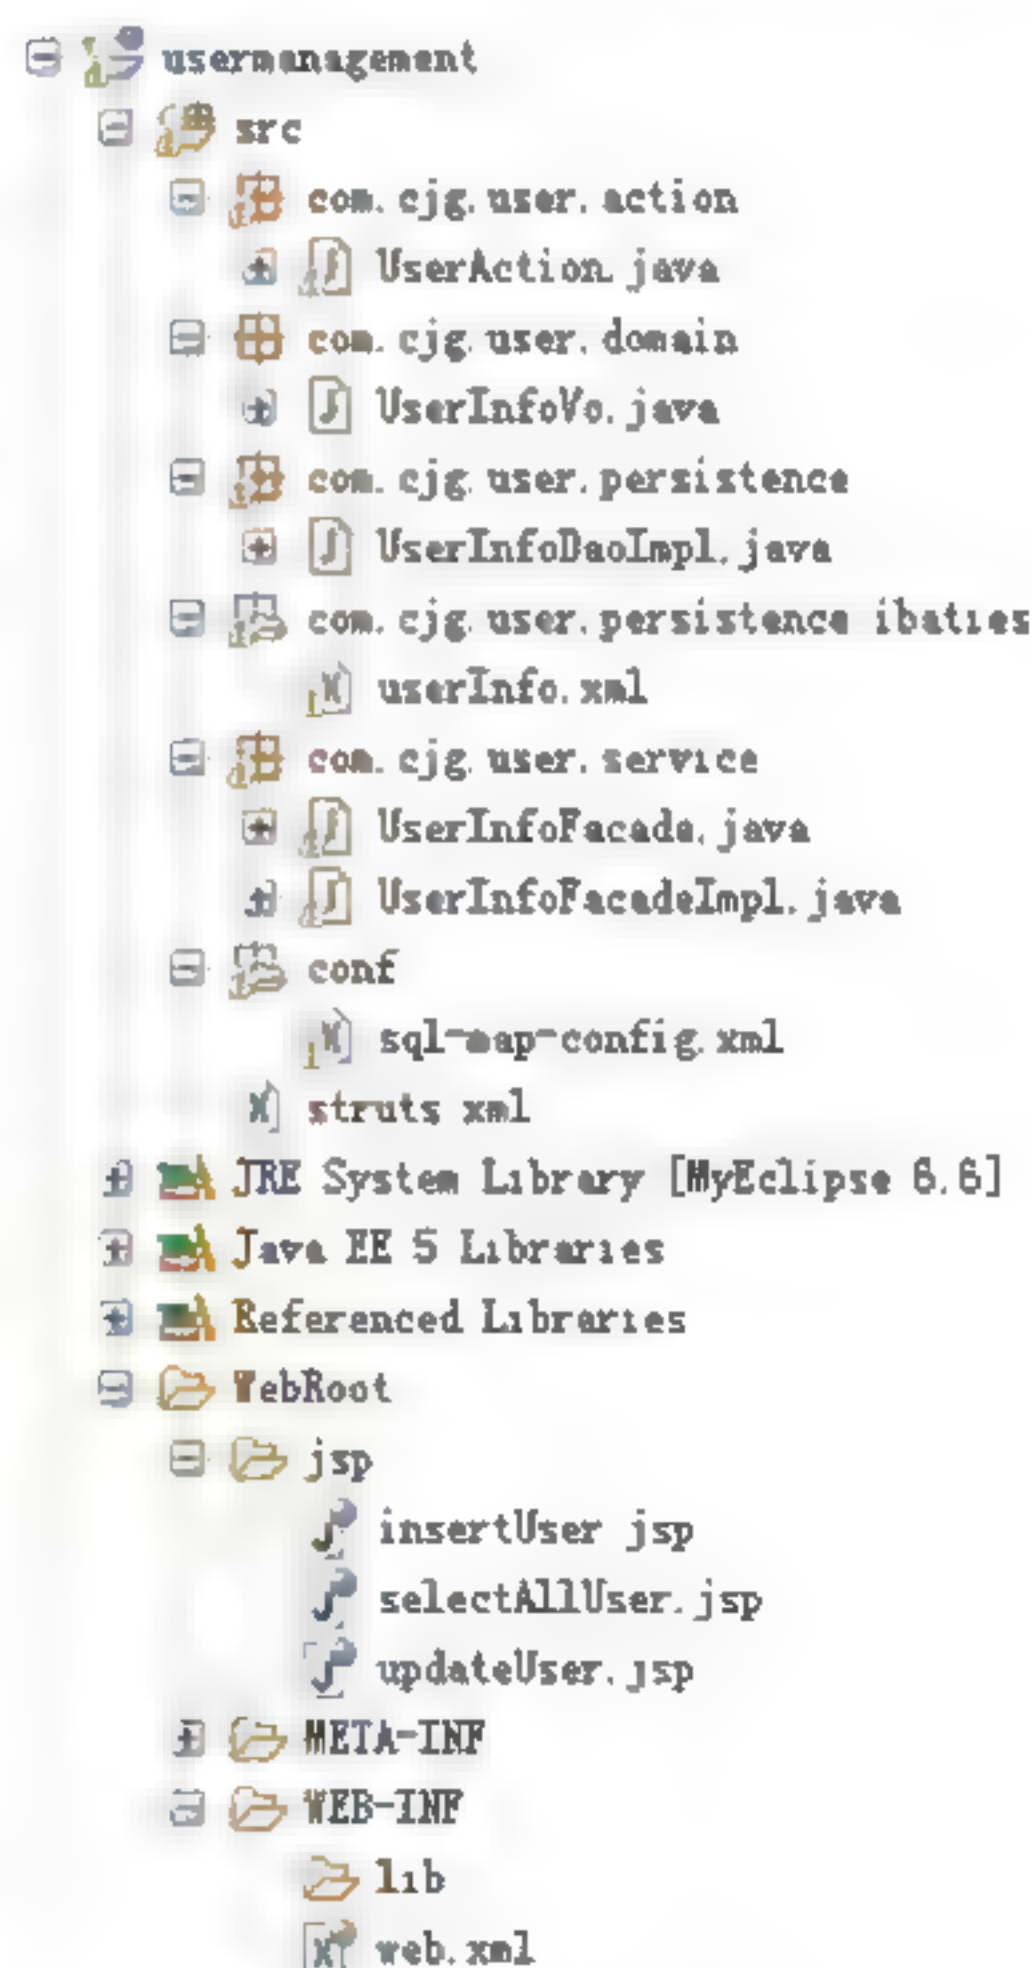 usermanagement
src
com.cjg.user.action
UserAction.java
com.cjg.user.domain
UserInfoVo.java
com.cjg.user.persistence
UserInfoDaoImpl.java
com.cjg.user.persistence.ibaties
userInfo.xml
com.cjg.user.service
UserInfoFacade.java
UserInfoFacadeImpl.java
conf
sql-map-config.xml
struts.xml
JRE System Library [MyEclipse 6.6]
Java EE 5 Libraries
Referenced Libraries
WebRoot
jsp
insertUser.jsp
selectAllUser.jsp
updateUser.jsp
META-INF
WEB-INF
lib
web.xml